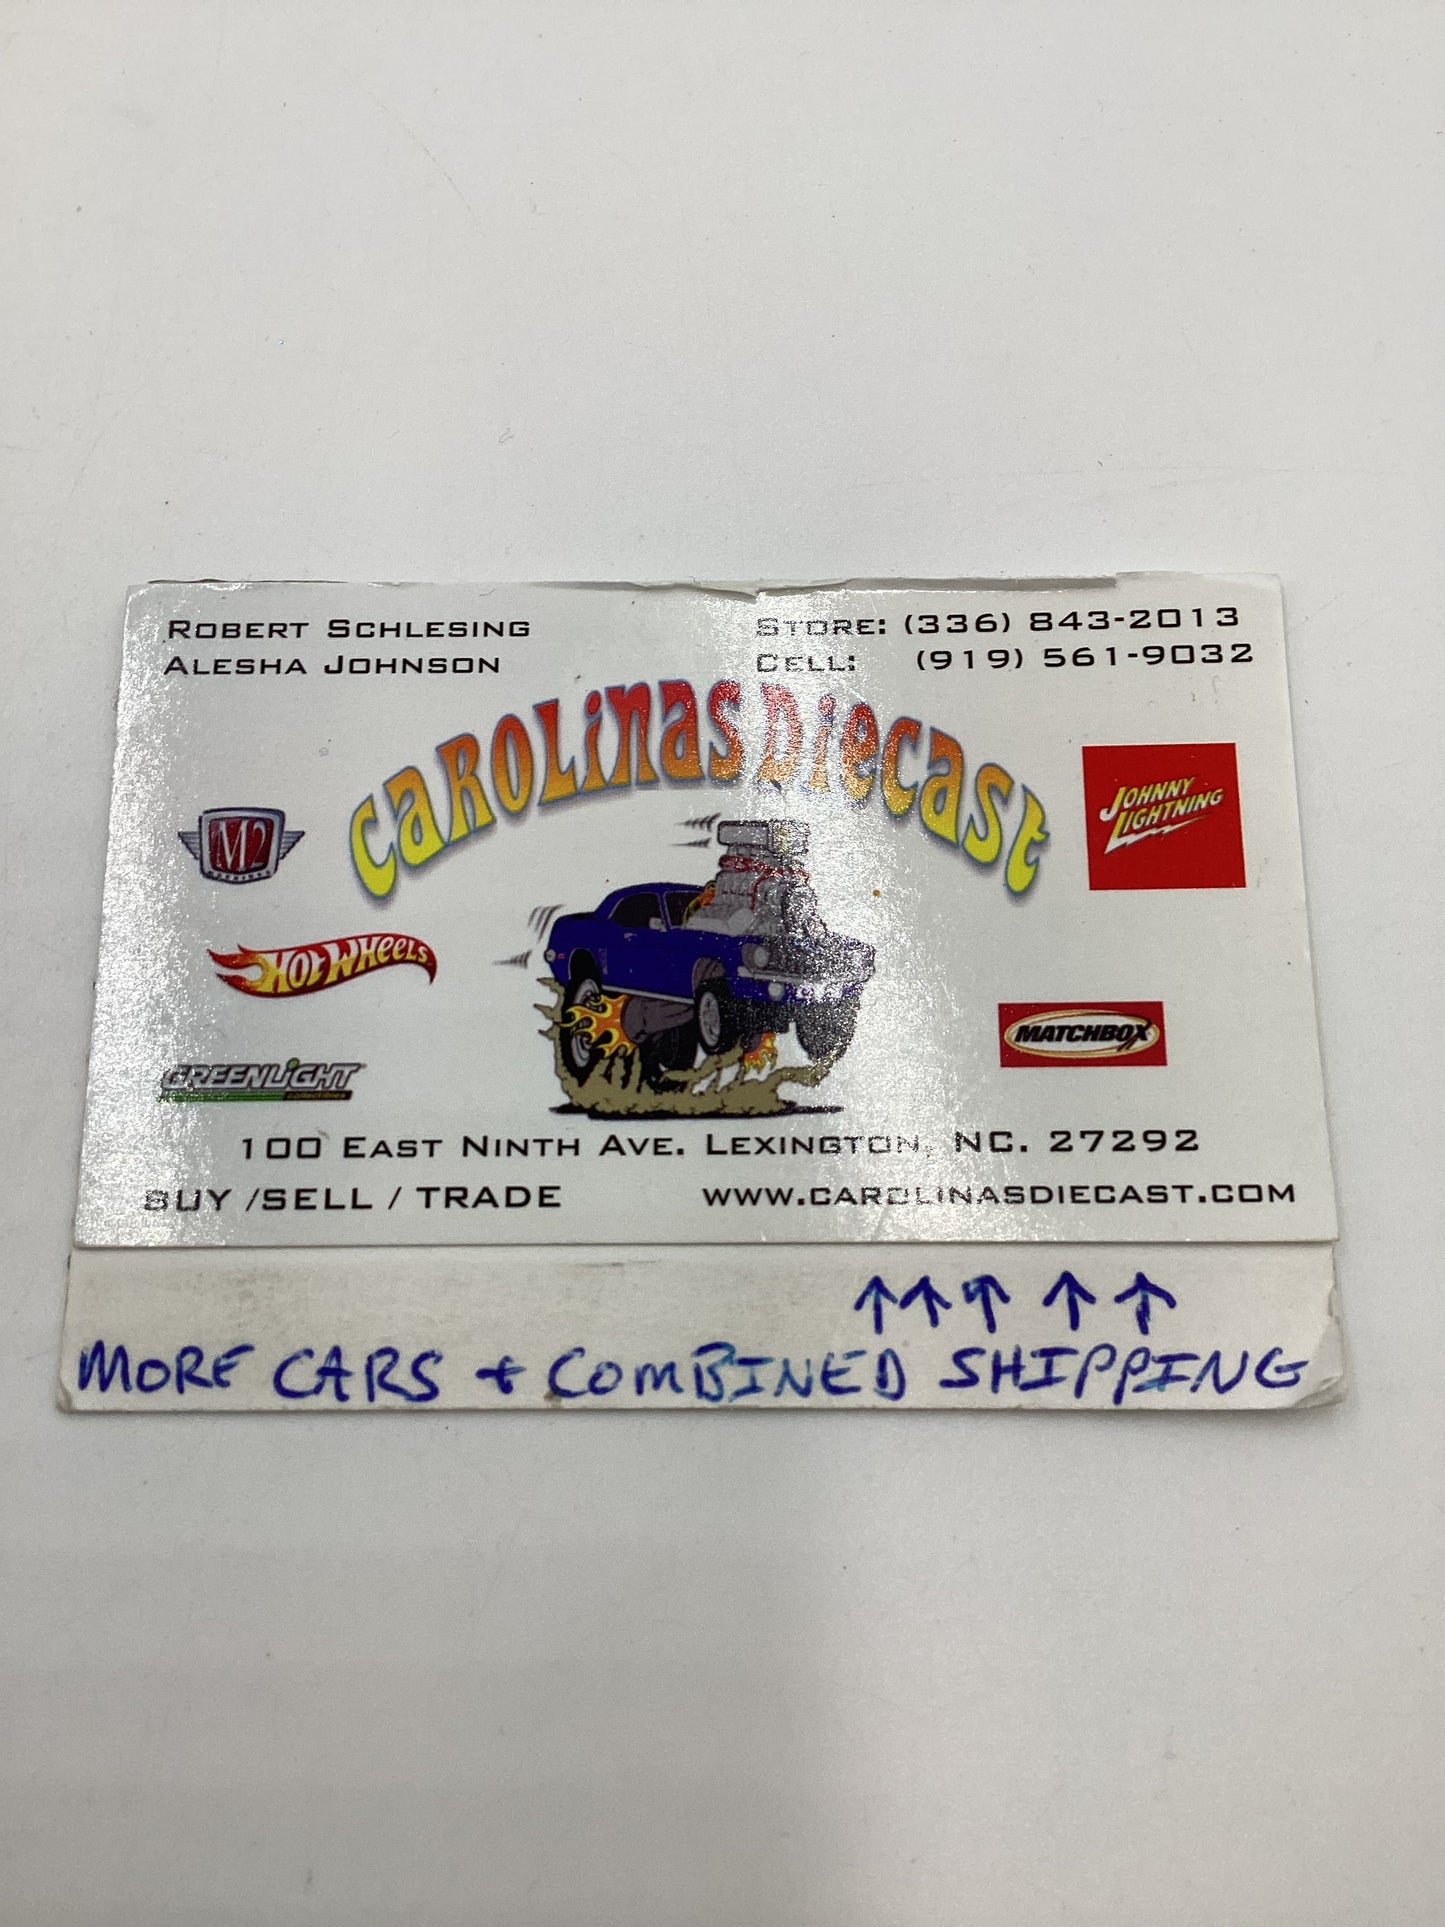 ROBERT SCHLESING
ALESHA JOHNSON
STORE: (336) 843-2013
CELL: (919) 561-9032
CAROLINAS DIECAST
M2
MACHINES
JOHNNY
LIGHTNING
HOT WHEELS
MATCHBOX
GREENLIGHT
collectibles
100 EAST NINTH AVE. LEXINGTON, NC. 27292
BUY /SELL / TRADE
WWW.CAROLINASDIECAST.COM
↑ ↑ ↑ ↑ ↑
MORE CARS + COMBINED SHIPPING